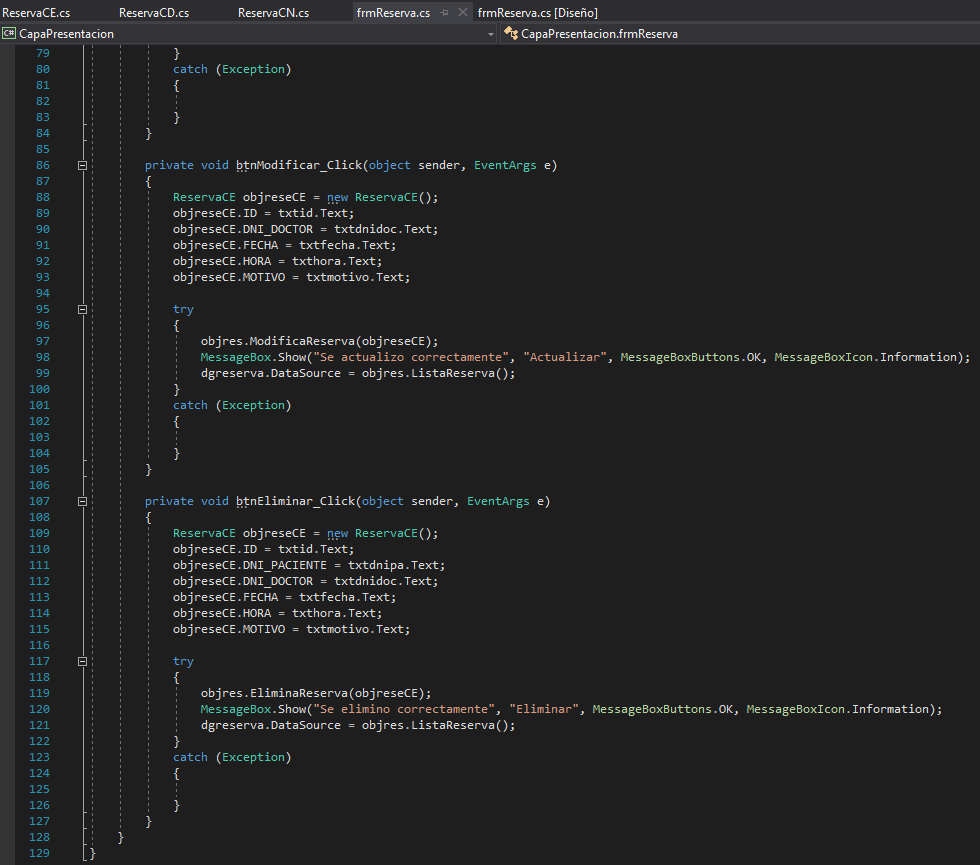 ReservaCE.cs ReservaCD.cs ReservaCN.cs frmReserva.cs frmReserva.cs [Diseño]
C# CapaPresentacion CapaPresentacion.frmReserva
79 }
80 catch (Exception)
81 {
82
83 }
84 }
85
86 private void btnModificar_Click(object sender, EventArgs e)
87 {
88 ReservaCE objreseCE = new ReservaCE();
89 objreseCE.ID = txtid.Text;
90 objreseCE.DNI_DOCTOR = txtdnidoc.Text;
91 objreseCE.FECHA = txtfecha.Text;
92 objreseCE.HORA = txthora.Text;
93 objreseCE.MOTIVO = txtmotivo.Text;
94
95 try
96 {
97 objres.ModificaReserva(objreseCE);
98 MessageBox.Show("Se actualizo correctamente", "Actualizar", MessageBoxButtons.OK, MessageBoxIcon.Information);
99 dgreserva.DataSource = objres.ListaReserva();
100 }
101 catch (Exception)
102 {
103
104 }
105 }
106
107 private void btnEliminar_Click(object sender, EventArgs e)
108 {
109 ReservaCE objreseCE = new ReservaCE();
110 objreseCE.ID = txtid.Text;
111 objreseCE.DNI_PACIENTE = txtdnipa.Text;
112 objreseCE.DNI_DOCTOR = txtdnidoc.Text;
113 objreseCE.FECHA = txtfecha.Text;
114 objreseCE.HORA = txthora.Text;
115 objreseCE.MOTIVO = txtmotivo.Text;
116
117 try
118 {
119 objres.EliminaReserva(objreseCE);
120 MessageBox.Show("Se elimino correctamente", "Eliminar", MessageBoxButtons.OK, MessageBoxIcon.Information);
121 dgreserva.DataSource = objres.ListaReserva();
122 }
123 catch (Exception)
124 {
125
126 }
127 }
128 }
129 }